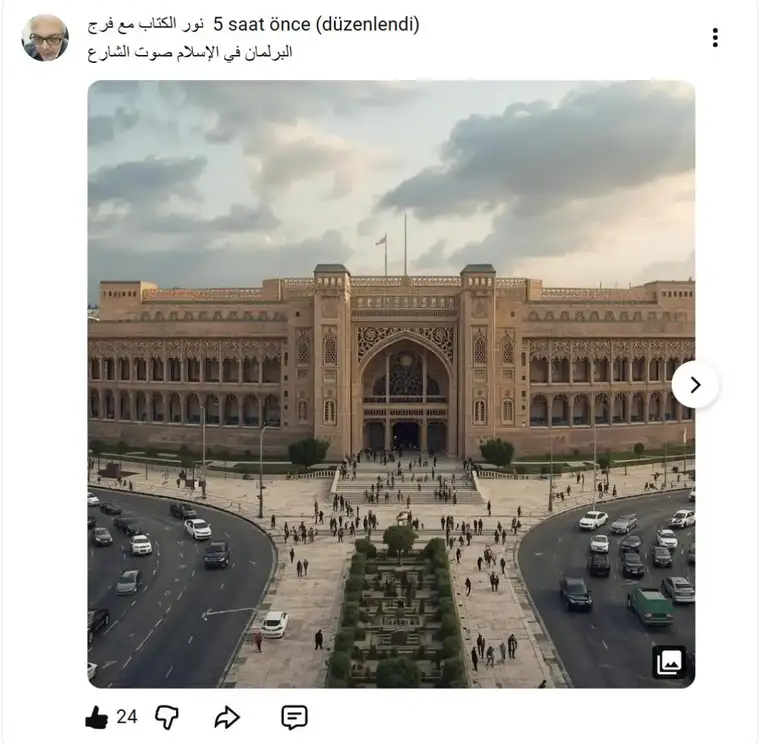 نور الكتاب مع فرج 5 saat önce (düzenlendi)
البرلمان في الإسلام صوت الشارع
24